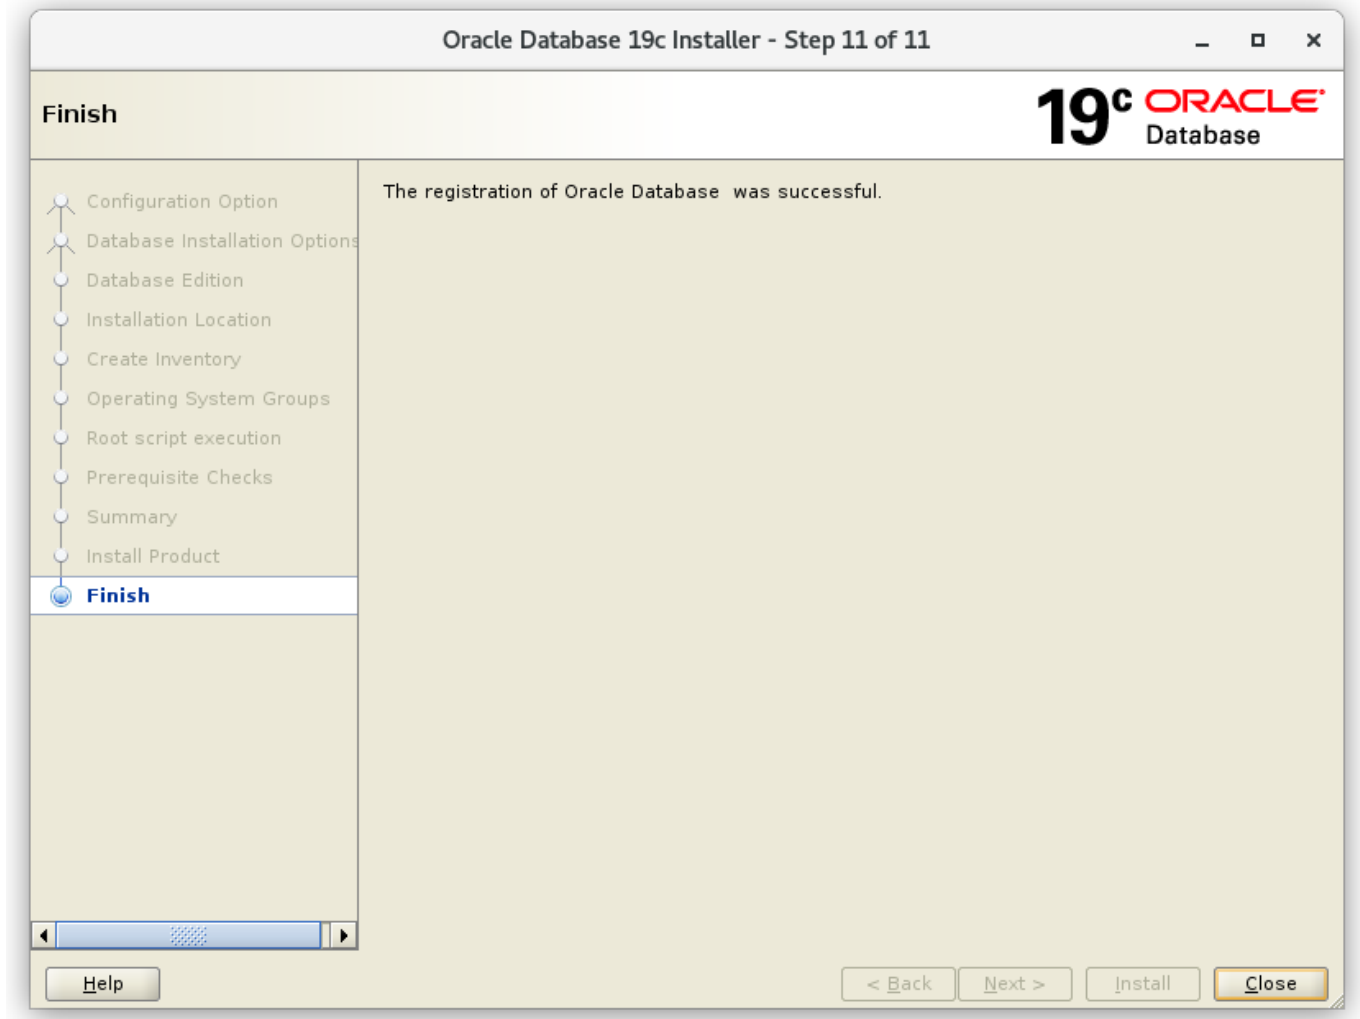 Oracle Database 19c Installer - Step 11 of 11
Finish
19c ORACLE
Database
Configuration Option
Database Installation Options
Database Edition
Installation Location
Create Inventory
Operating System Groups
Root script execution
Prerequisite Checks
Summary
Install Product
Finish
The registration of Oracle Database  was successful.
Help
< Back
Next >
Install
Close